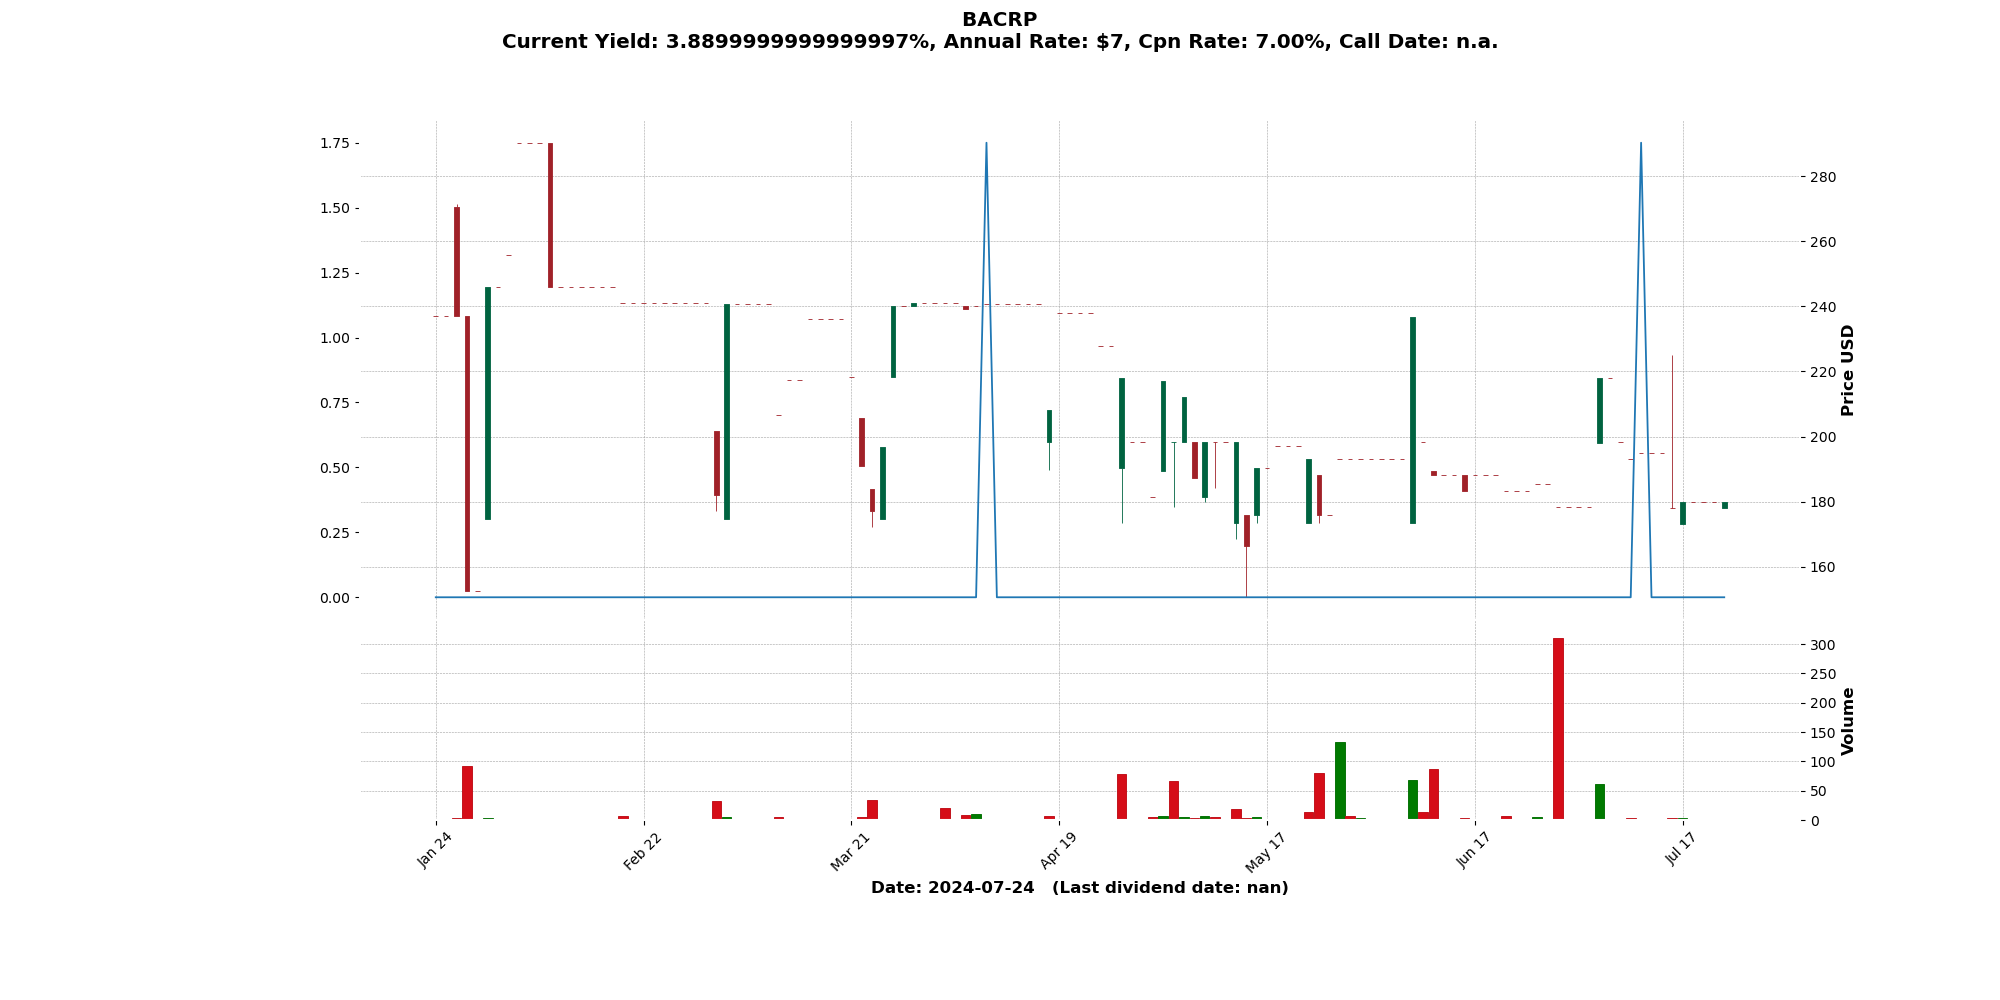 BACRP
Current Yield: 3.8899999999999997%, Annual Rate: $7, Cpn Rate: 7.00%, Call Date: n.a.
1.75
1.50
1.25
1.00
0.75
0.50
0.25
0.00
280
260
240
220
200
180
160
Price USD
300
250
200
150
100
50
0
Volume
Jan 24
Feb 22
Mar 21
Apr 19
May 17
Jun 17
Jul 17
Date: 2024-07-24 (Last dividend date: nan)